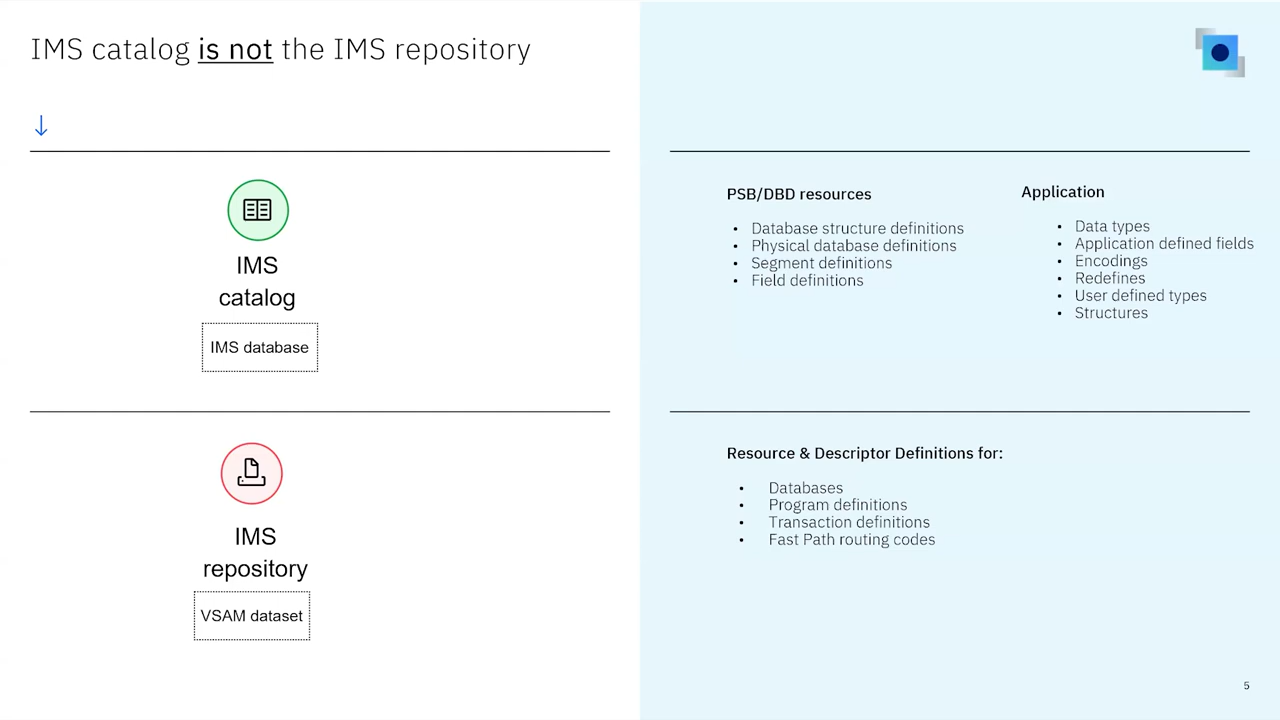 IMS catalog is not the IMS repository
↓
IMS
catalog
IMS database
PSB/DBD resources
• Database structure definitions
• Physical database definitions
• Segment definitions
• Field definitions
Application
• Data types
• Application defined fields
• Encodings
• Redefines
• User defined types
• Structures
IMS
repository
VSAM dataset
Resource & Descriptor Definitions for:
• Databases
• Program definitions
• Transaction definitions
• Fast Path routing codes
5